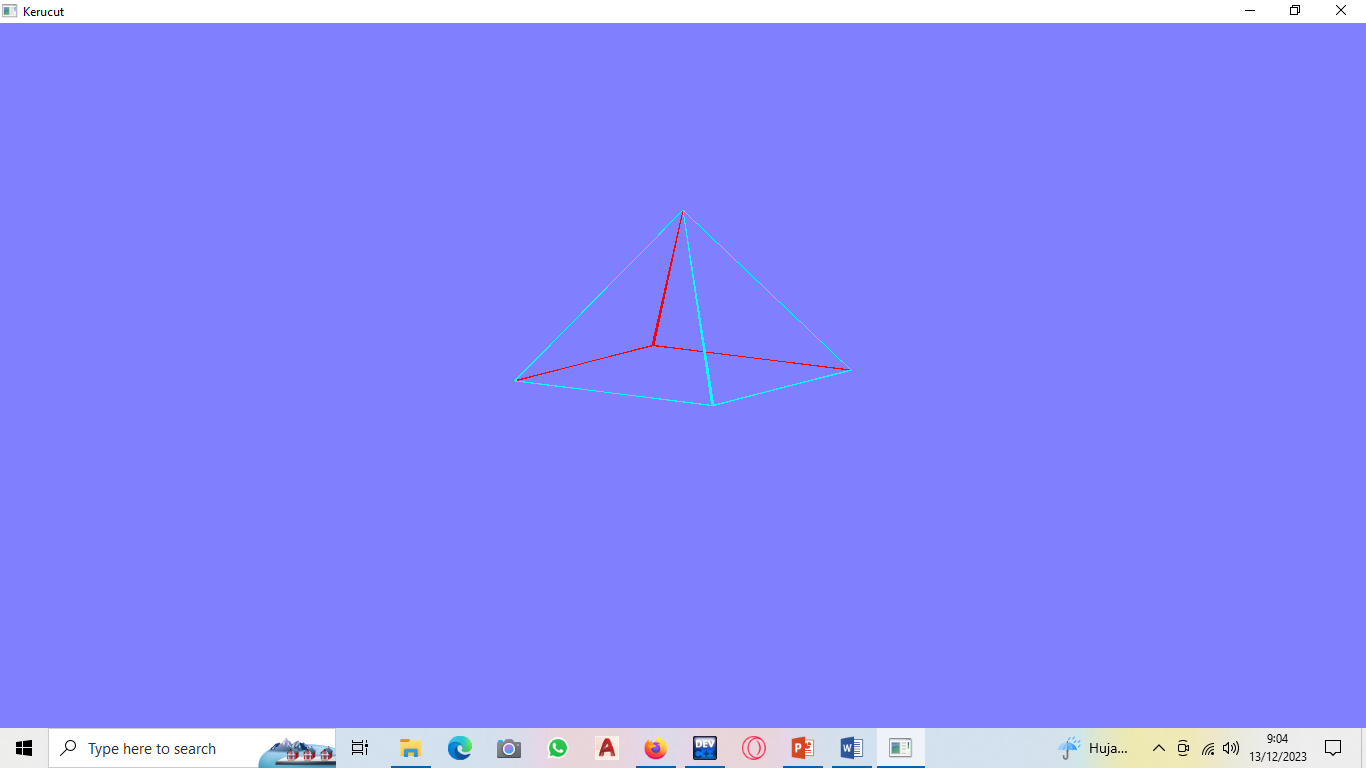 Kerucut
Type here to search
DEV
Huja...
9:04
13/12/2023